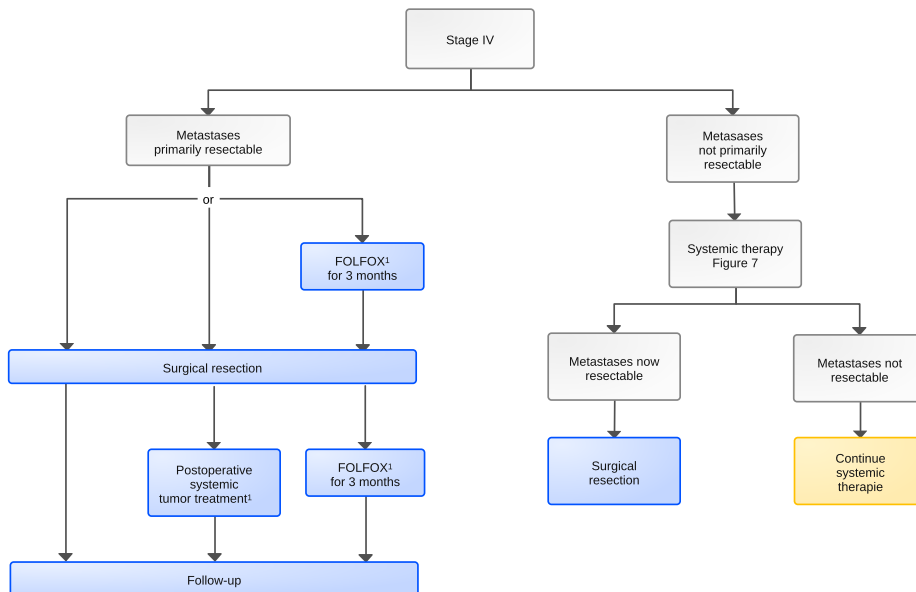 Stage IV
Metastases
primarily resectable
Metasases
not primarily
resectable
or
Systemic therapy
Figure 7
FOLFOX¹
for 3 months
Surgical resection
Metastases now
resectable
Metastases not
resectable
Postoperative
systemic
tumor treatment¹
FOLFOX¹
for 3 months
Surgical
resection
Continue
systemic
therapie
Follow-up